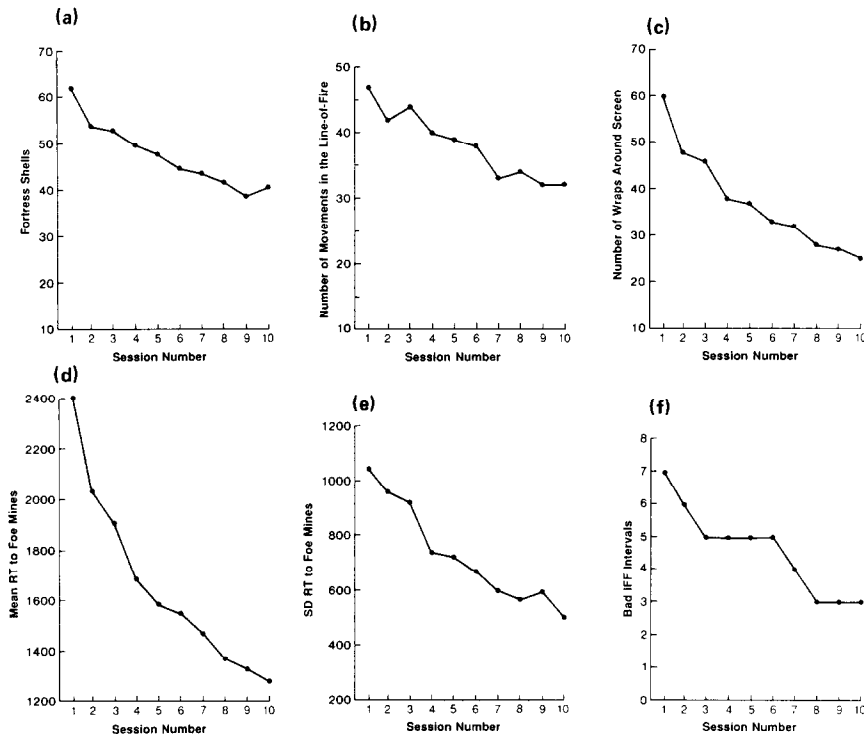 (a)
70
60
50
40
30
20
10
Fortress Shells
1 2 3 4 5 6 7 8 9 10
Session Number
(b)
50
40
30
20
10
Number of Movements in the Line-of-Fire
1 2 3 4 5 6 7 8 9 10
Session Number
(c)
70
60
50
40
30
20
10
Number of Wraps Around Screen
1 2 3 4 5 6 7 8 9 10
Session Number
(d)
2400
2200
2000
1800
1600
1400
1200
Mean RT to Foe Mines
1 2 3 4 5 6 7 8 9 10
Session Number
(e)
1000
1000
800
600
400
200
SD RT to Foe Mines
1 2 3 4 5 6 7 8 9 10
Session Number
(f)
8
7
6
5
4
3
2
1
0
Bad IFF Intervals
1 2 3 4 5 6 7 8 9 10
Session Number